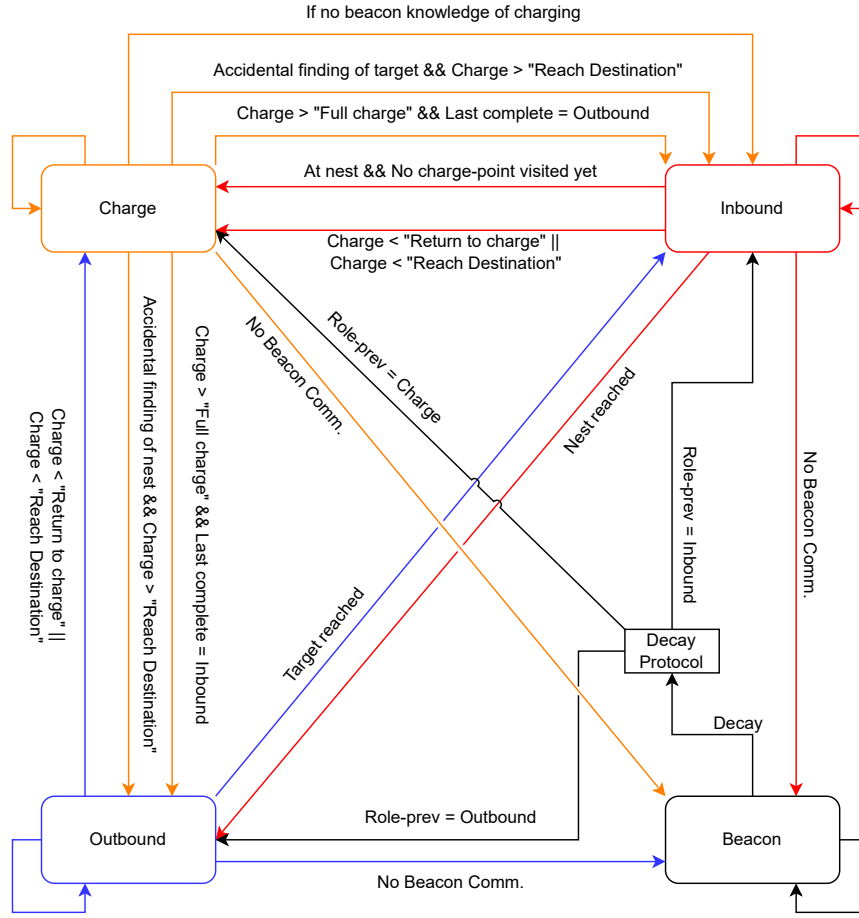 If no beacon knowledge of charging
Accidental finding of target && Charge > "Reach Destination"
Charge > "Full charge" && Last complete = Outbound
At nest && No charge-point visited yet
Charge
Inbound
Charge < "Return to charge" ||
Charge < "Reach Destination"
No Beacon Comm.
Role-prev = Charge
Nest reached
Charge < "Return to charge" ||
Charge < "Reach Destination"
Accidental finding of nest && Charge > "Reach Destination"
Charge > "Full charge" && Last complete = Inbound
Role-prev = Inbound
No Beacon Comm.
Target reached
Decay
Protocol
Decay
Role-prev = Outbound
Outbound
Beacon
No Beacon Comm.